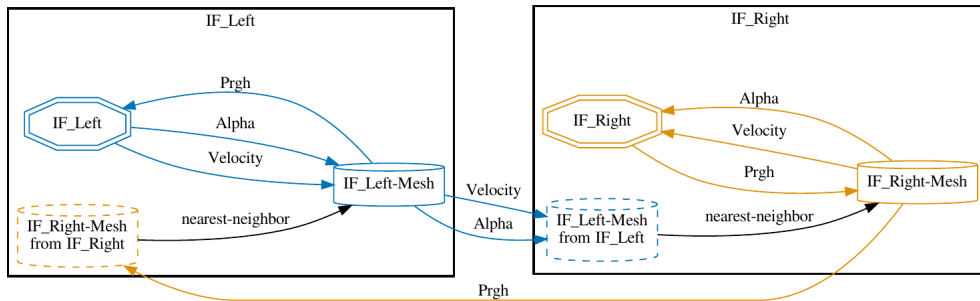 IF_Left
Prgh
IF_Left
Alpha
Velocity
IF_Left-Mesh
IF_Right-Mesh
from IF_Right
nearest-neighbor
Velocity
Alpha
IF_Right
Alpha
IF_Right
Velocity
Prgh
IF_Right-Mesh
IF_Left-Mesh
from IF_Left
nearest-neighbor
Prgh